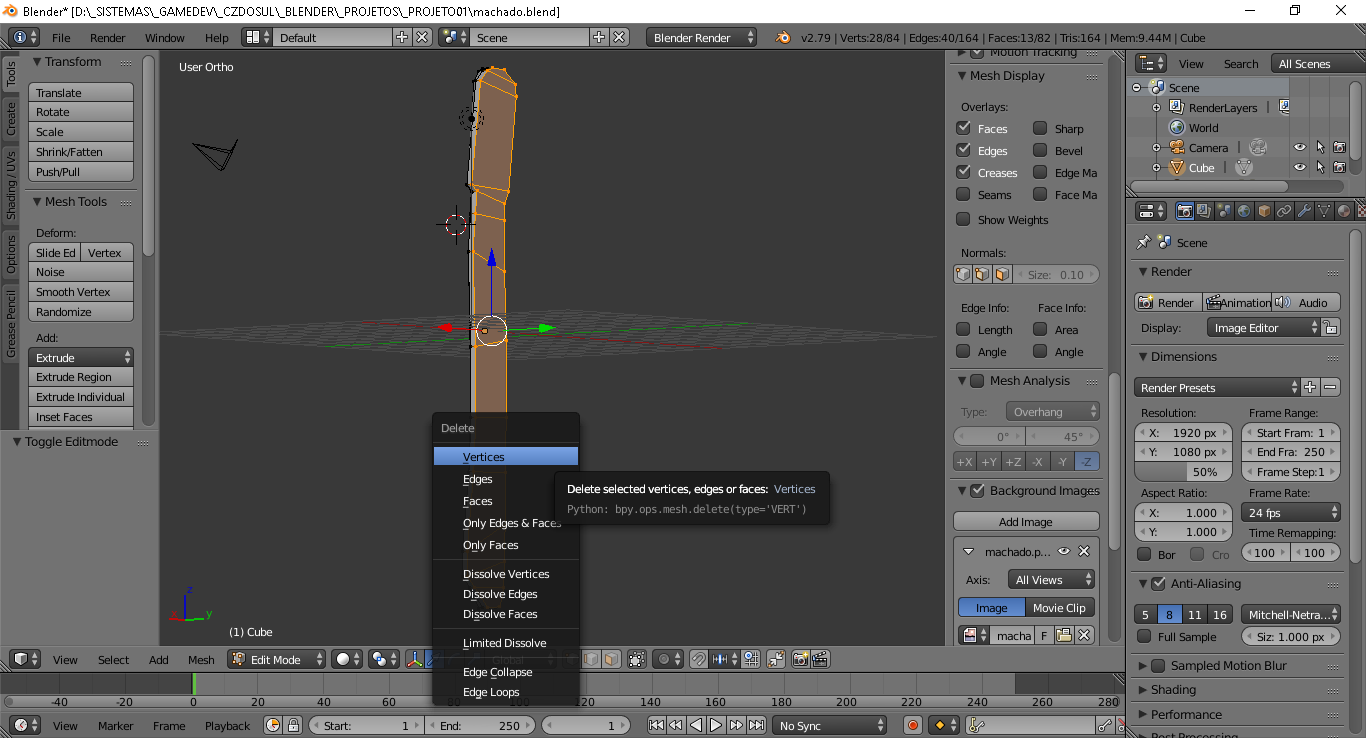 Blender* [D:\_SISTEMAS\_GAMEDEV\_CZDOSUL\_BLENDER\_PROJETOS\_PROJETO01\machado.blend]
File Render Window Help Default Scene Blender Render v2.79 | Verts:28/84 | Edges:40/164 | Faces:13/82 | Tris:164 | Mem:9.44M | Cube
Tools
Create
Shading / UVs
Options
Grease Pencil
Transform
Translate
Rotate
Scale
Shrink/Fatten
Push/Pull
Mesh Tools
Deform:
Slide Ed Vertex
Noise
Smooth Vertex
Randomize
Add:
Extrude
Extrude Region
Extrude Individual
Inset Faces
Toggle Editmode
User Ortho
z
y
(1) Cube
Delete
Vertices
Edges
Faces
Only Edges & Faces
Only Faces
Dissolve Vertices
Dissolve Edges
Dissolve Faces
Limited Dissolve
Edge Collapse
Edge Loops
Delete selected vertices, edges or faces: Vertices
Python: bpy.ops.mesh.delete(type='VERT')
Motion Tracking
Mesh Display
Overlays:
Faces Sharp
Edges Bevel
Creases Edge Ma
Seams Face Ma
Show Weights
Normals:
Size: 0.10
Edge Info: Face Info:
Length Area
Angle Angle
Mesh Analysis
Type: Overhang
0° 45°
+X +Y +Z -X -Y -Z
Background Images
Add Image
machado.p...
Axis: All Views
Image Movie Clip
macha F
View Search All Scenes
Scene
RenderLayers
World
Camera
Cube
Scene
Render
Render Animation Audio
Display: Image Editor
Dimensions
Render Presets
Resolution: Frame Range:
X: 1920 px Start Fram: 1
Y: 1080 px End Fra: 250
50% Frame Step:1
Aspect Ratio: Frame Rate:
X: 1.000 24 fps
Y: 1.000 Time Remapping:
Bor Cro 100 100
Anti-Aliasing
5 8 11 16 Mitchell-Netra...
Full Sample Siz: 1.000 px
Sampled Motion Blur
Shading
Performance
View Select Add Mesh Edit Mode Global
-40 -20 0 20 40 60 80 100 120 140 160 180 200 220 240 260 280
View Marker Frame Playback Start: 1 End: 250 1 No Sync